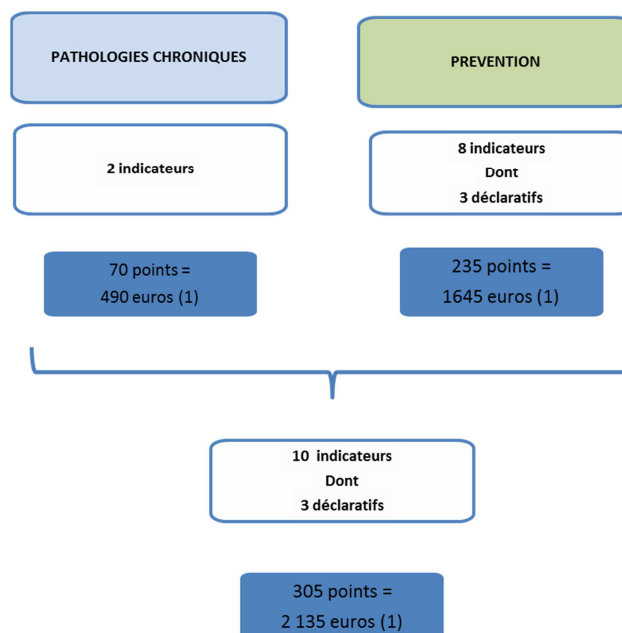 PATHOLOGIES CHRONIQUES
PREVENTION
2 indicateurs
8 indicateurs
Dont
3 déclaratifs
70 points =
490 euros (1)
235 points =
1645 euros (1)
10 indicateurs
Dont
3 déclaratifs
305 points =
2 135 euros (1)